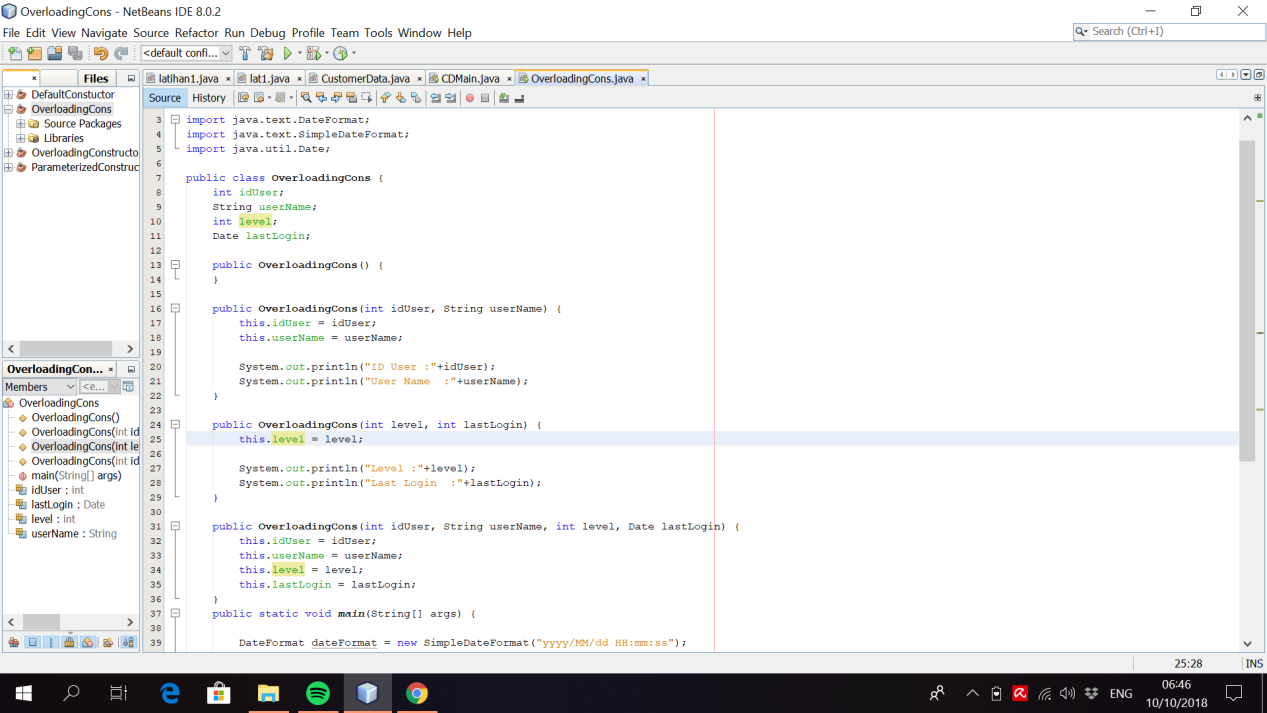 OverloadingCons - NetBeans IDE 8.0.2
File Edit View Navigate Source Refactor Run Debug Profile Team Tools Window Help
Search (Ctrl+I)
<default confi...
Files
latihan1.java × lat1.java × CustomerData.java × CDMain.java × OverloadingCons.java ×
DefaultConstuctor
OverloadingCons
Source Packages
Libraries
OverloadingConstructo
ParameterizedConstruc
OverloadingCon... ×
Members <e...
OverloadingCons
OverloadingCons()
OverloadingCons(int id
OverloadingCons(int le
OverloadingCons(int id
main(String[] args)
idUser : int
lastLogin : Date
level : int
userName : String
Source History
3 import java.text.DateFormat;
4 import java.text.SimpleDateFormat;
5 import java.util.Date;
6
7 public class OverloadingCons {
8 int idUser;
9 String userName;
10 int level;
11 Date lastLogin;
12
13 public OverloadingCons() {
14 }
15
16 public OverloadingCons(int idUser, String userName) {
17 this.idUser = idUser;
18 this.userName = userName;
19
20 System.out.println("ID User :"+idUser);
21 System.out.println("User Name  :"+userName);
22 }
23
24 public OverloadingCons(int level, int lastLogin) {
25 this.level = level;
26
27 System.out.println("Level :"+level);
28 System.out.println("Last Login  :"+lastLogin);
29 }
30
31 public OverloadingCons(int idUser, String userName, int level, Date lastLogin) {
32 this.idUser = idUser;
33 this.userName = userName;
34 this.level = level;
35 this.lastLogin = lastLogin;
36 }
37 public static void main(String[] args) {
38
39 DateFormat dateFormat = new SimpleDateFormat("yyyy/MM/dd HH:mm:ss");
25:28 INS
ENG
06:46
10/10/2018